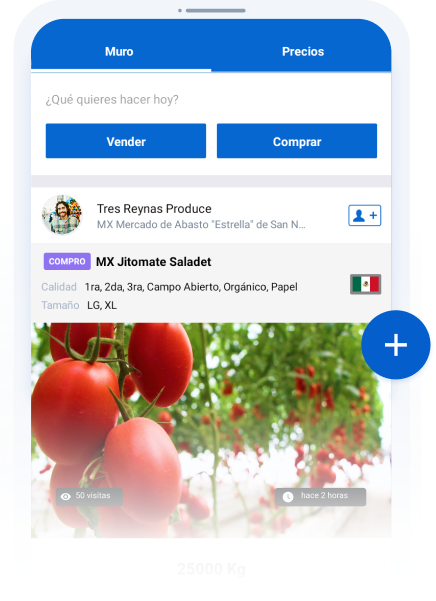 Muro
Precios
¿Qué quieres hacer hoy?
Vender
Comprar
Tres Reynas Produce
MX Mercado de Abasto "Estrella" de San N...
COMPRO MX Jitomate Saladet
Calidad 1ra, 2da, 3ra, Campo Abierto, Orgánico, Papel
Tamaño LG, XL
50 visitas
hace 2 horas
25000 Kg